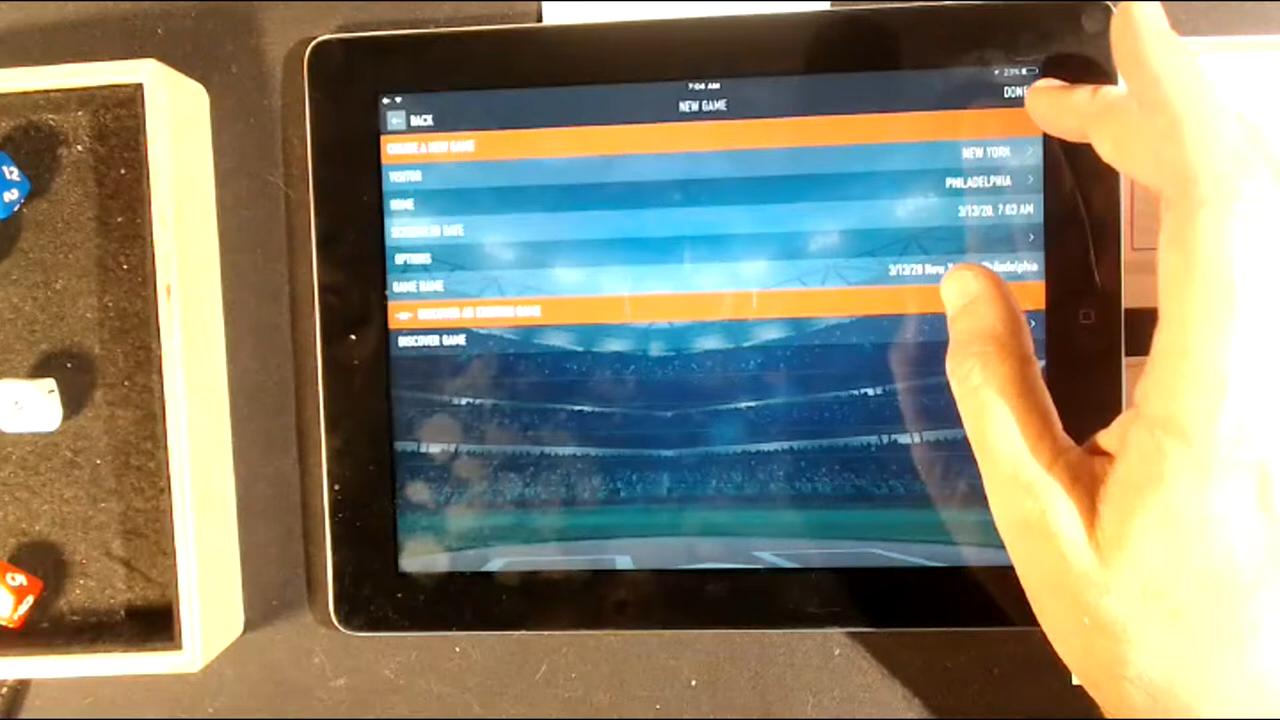 7:04 AM
23%
← BACK
NEW GAME
DONE
CREATE A NEW GAME
VISITOR
NEW YORK
HOME
PHILADELPHIA
SCHEDULED DATE
3/13/20, 7:03 AM
OPTIONS
GAME NAME
3/13/20 New Philadelphia
DISCOVER AN EXISTING GAME
DISCOVER GAME
12
2
5